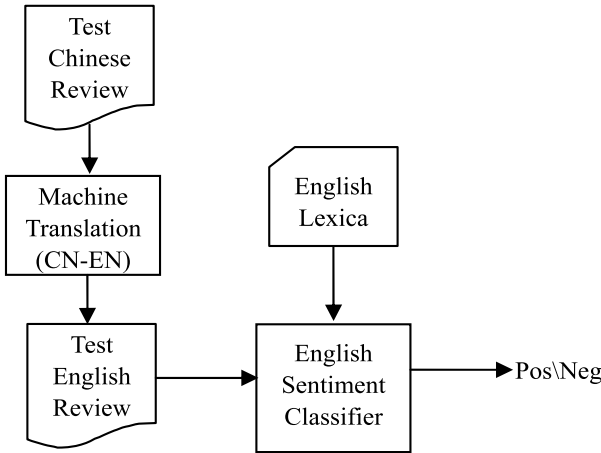 Test
Chinese
Review
Machine
Translation
(CN-EN)
English
Lexica
Test
English
Review
English
Sentiment
Classifier
Pos\Neg